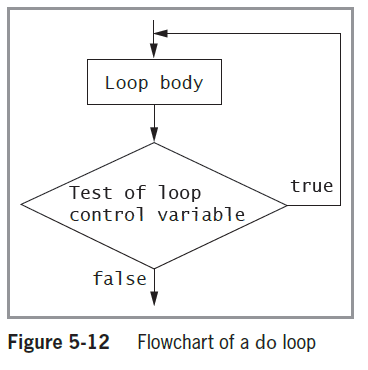 Loop body
Test of loop
control variable
true
false
Figure 5-12 Flowchart of a do loop